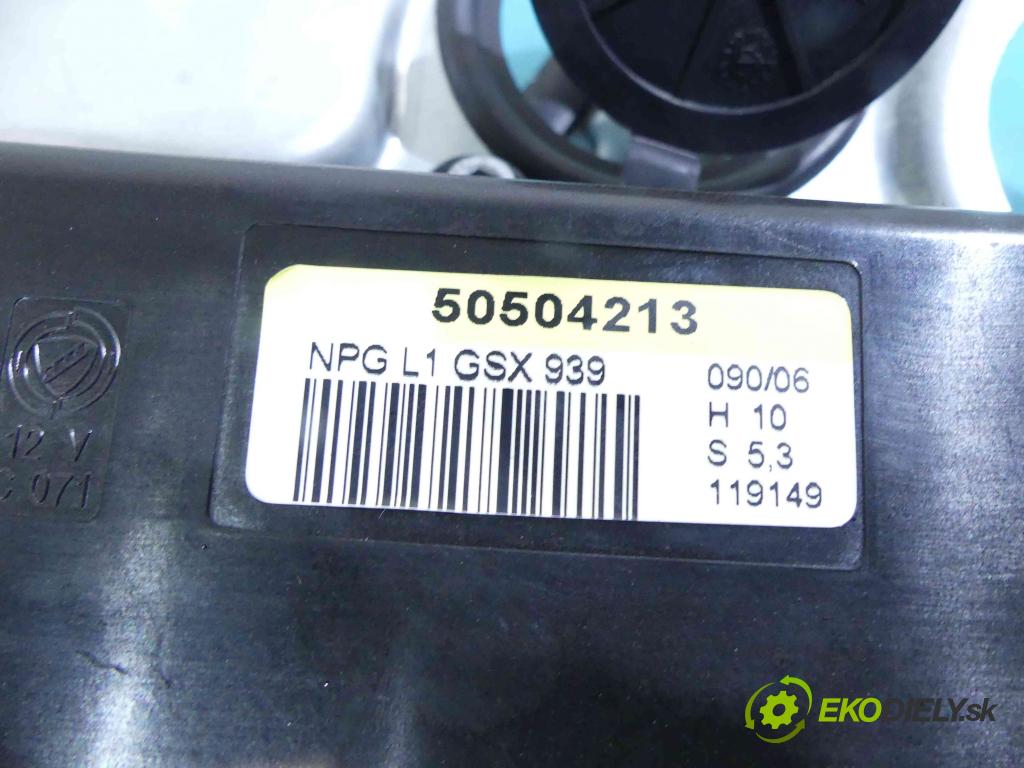 50504213
NPG L1 GSX 939
090/06
H 10
S 5,3
119149
12 V
C 071
EKODIELY.sk